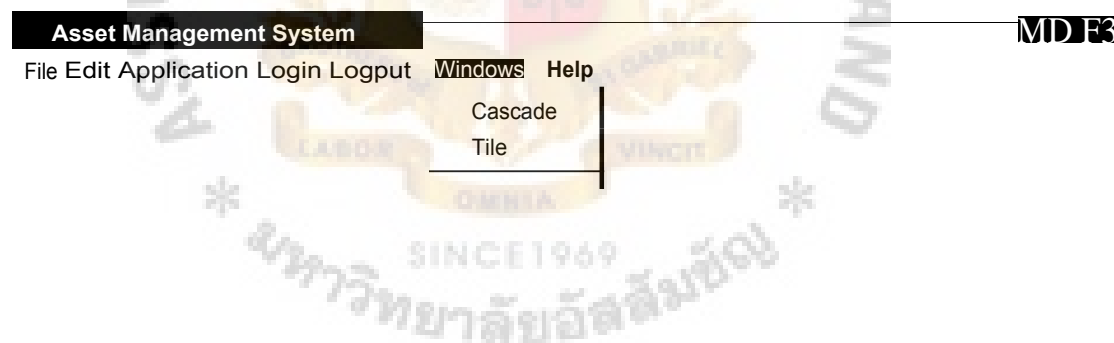 Asset Management System MD F3
File Edit Application Login Logput Windows Help
Cascade
Tile
LABOR VINCIT
OMNIA
SINCE1969
มหาวิทยาลัยอัสสัมชัญ